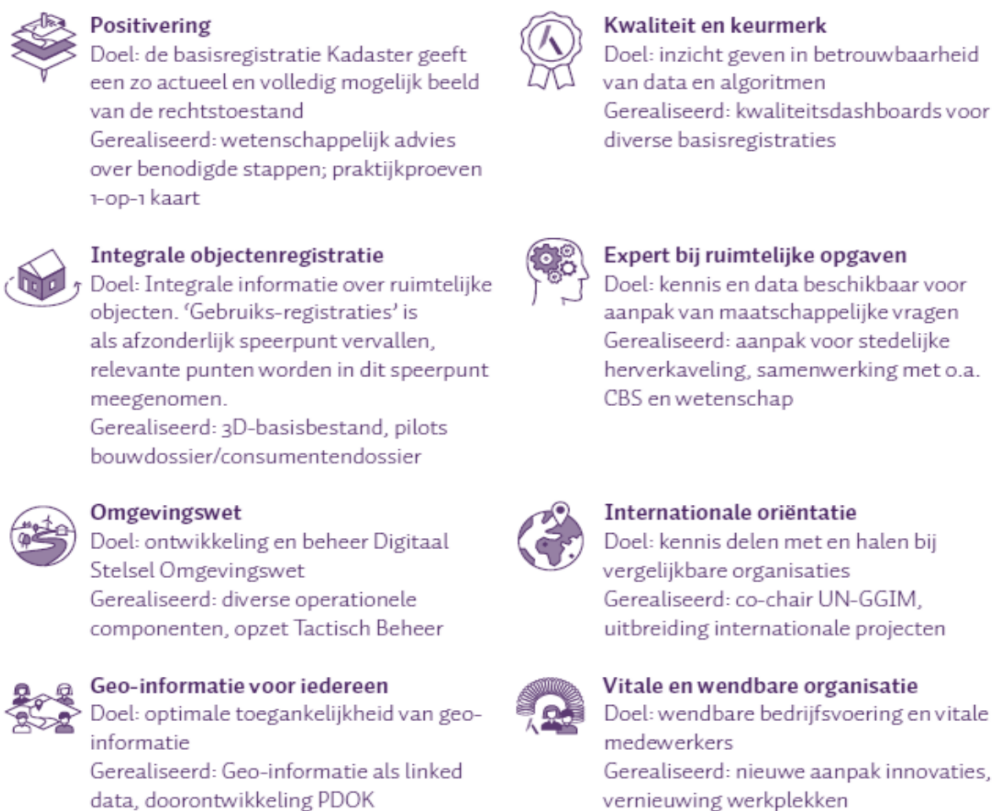 Positivering
Doel: de basisregistratie Kadaster geeft
een zo actueel en volledig mogelijk beeld
van de rechtstoestand
Gerealiseerd: wetenschappelijk advies
over benodigde stappen; praktijkproeven
1-op-1 kaart
Integrale objectenregistratie
Doel: Integrale informatie over ruimtelijke
objecten. ‘Gebruiks-registraties’ is
als afzonderlijk speerpunt vervallen,
relevante punten worden in dit speerpunt
meegenomen.
Gerealiseerd: 3D-basisbestand, pilots
bouwdossier/consumentendossier
Omgevingswet
Doel: ontwikkeling en beheer Digitaal
Stelsel Omgevingswet
Gerealiseerd: diverse operationele
componenten, opzet Tactisch Beheer
Geo-informatie voor iedereen
Doel: optimale toegankelijkheid van geo-
informatie
Gerealiseerd: Geo-informatie als linked
data, doorontwikkeling PDOK
Kwaliteit en keurmerk
Doel: inzicht geven in betrouwbaarheid
van data en algoritmen
Gerealiseerd: kwaliteitsdashboards voor
diverse basisregistraties
Expert bij ruimtelijke opgaven
Doel: kennis en data beschikbaar voor
aanpak van maatschappelijke vragen
Gerealiseerd: aanpak voor stedelijke
herverkaveling, samenwerking met o.a.
CBS en wetenschap
Internationale oriëntatie
Doel: kennis delen met en halen bij
vergelijkbare organisaties
Gerealiseerd: co-chair UN-GGIM,
uitbreiding internationale projecten
Vitale en wendbare organisatie
Doel: wendbare bedrijfsvoering en vitale
medewerkers
Gerealiseerd: nieuwe aanpak innovaties,
vernieuwing werkplekken